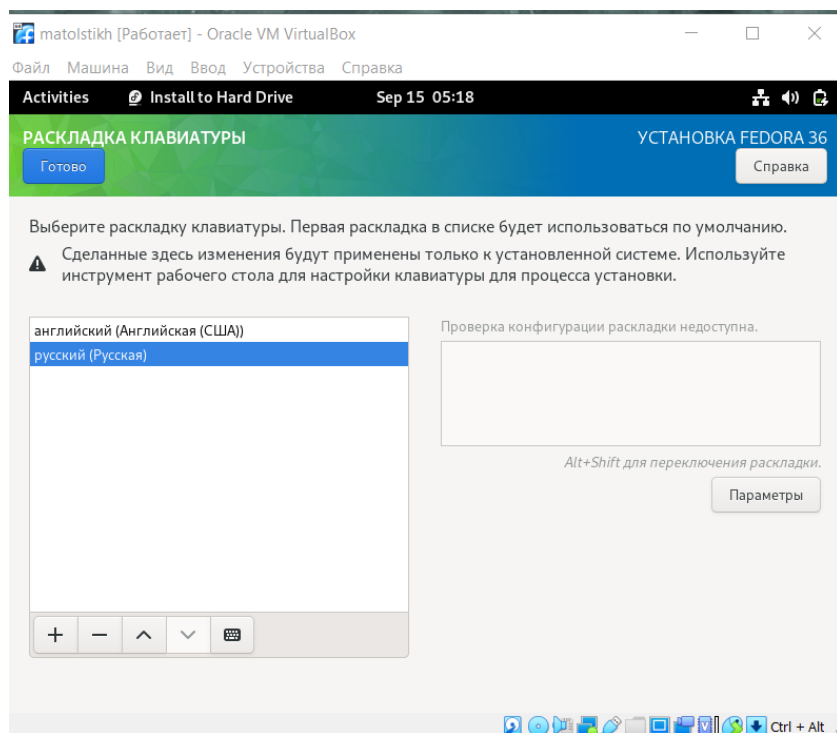 matolstikh [Работает] - Oracle VM VirtualBox
Файл Машина Вид Ввод Устройства Справка
Activities Install to Hard Drive Sep 15 05:18
РАСКЛАДКА КЛАВИАТУРЫ
УСТАНОВКА FEDORA 36
Готово
Справка
Выберите раскладку клавиатуры. Первая раскладка в списке будет использоваться по умолчанию.
Сделанные здесь изменения будут применены только к установленной системе. Используйте
инструмент рабочего стола для настройки клавиатуры для процесса установки.
английский (Английская (США))
русский (Русская)
Проверка конфигурации раскладки недоступна.
Alt+Shift для переключения раскладки.
Параметры
Ctrl + Alt